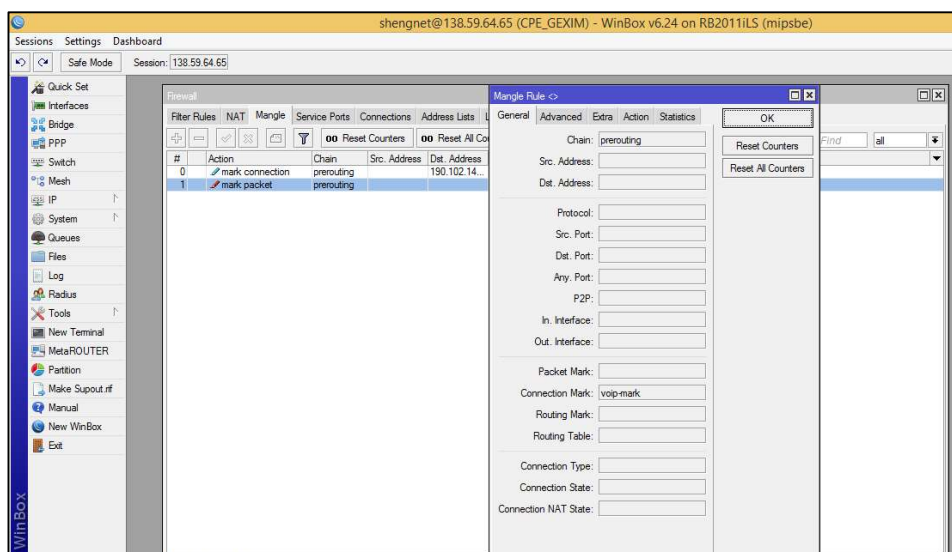 shengnet@138.59.64.65 (CPE_GEXIM) - WinBox v6.24 on RB2011iLS (mipsbe)
Sessions Settings Dashboard
Safe Mode Session: 138.59.64.65
Quick Set
Interfaces
Bridge
PPP
Switch
Mesh
IP
System
Queues
Files
Log
Radius
Tools
New Terminal
MetaROUTER
Partition
Make Supout.rif
Manual
New WinBox
Exit
WinBox
Firewall
Filter Rules NAT Mangle Service Ports Connections Address Lists L
00 Reset Counters 00 Reset All Co
Find all
# Action Chain Src. Address Dst. Address
0 mark connection prerouting 190.102.14...
1 mark packet prerouting
Mangle Rule <>
General Advanced Extra Action Statistics
Chain: prerouting
Src. Address:
Dst. Address:
Protocol:
Src. Port:
Dst. Port:
Any. Port:
P2P:
In. Interface:
Out. Interface:
Packet Mark:
Connection Mark: voip-mark
Routing Mark:
Routing Table:
Connection Type:
Connection State:
Connection NAT State:
OK
Reset Counters
Reset All Counters